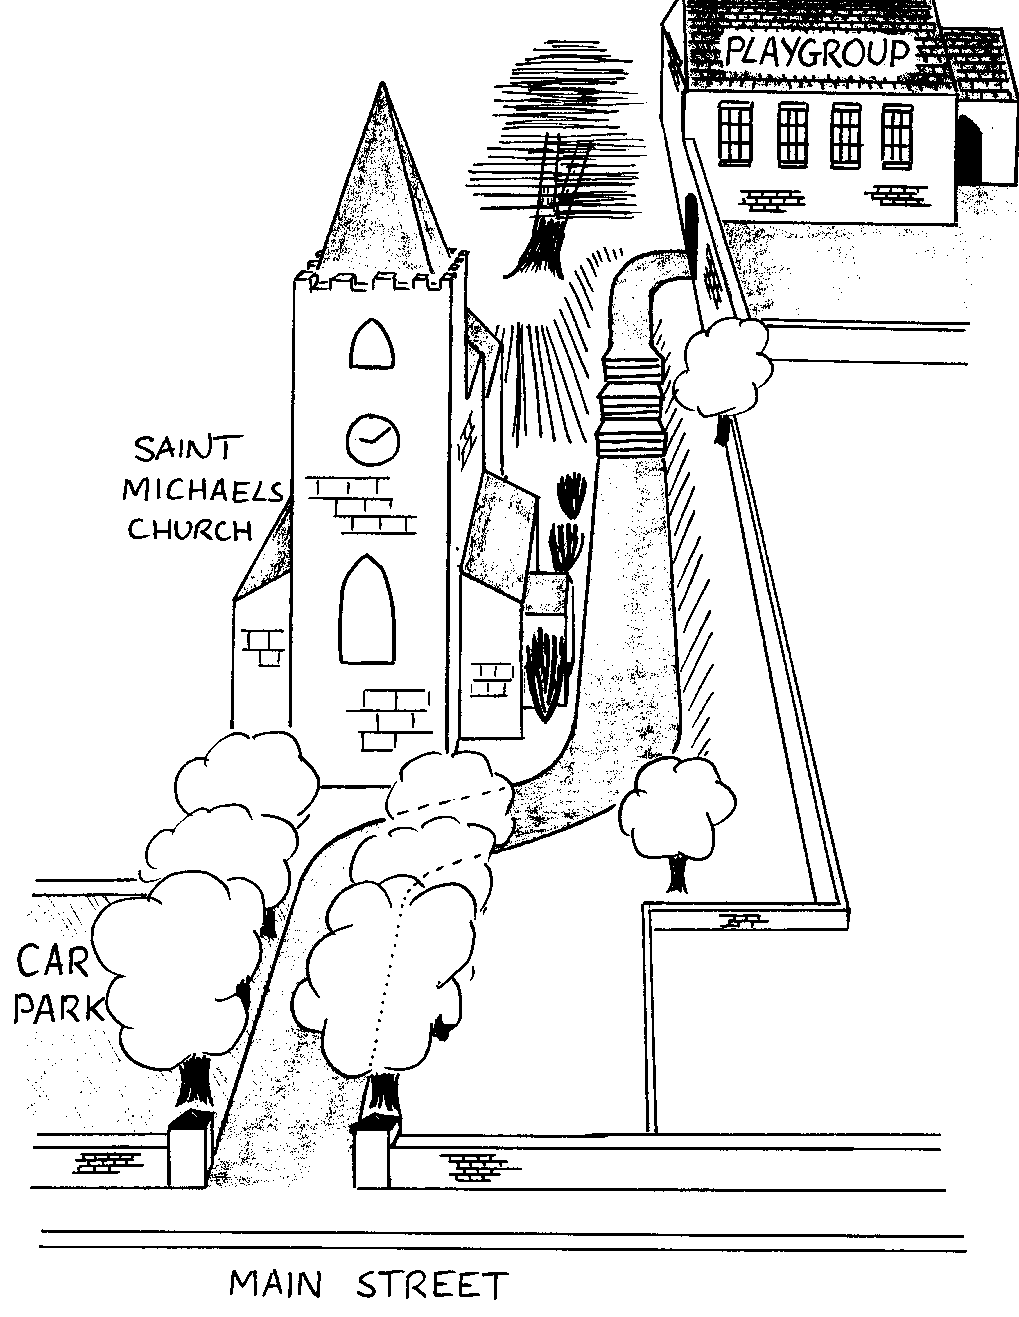 PLAYGROUP
SAINT
MICHAELS
CHURCH
CAR
PARK
MAIN STREET